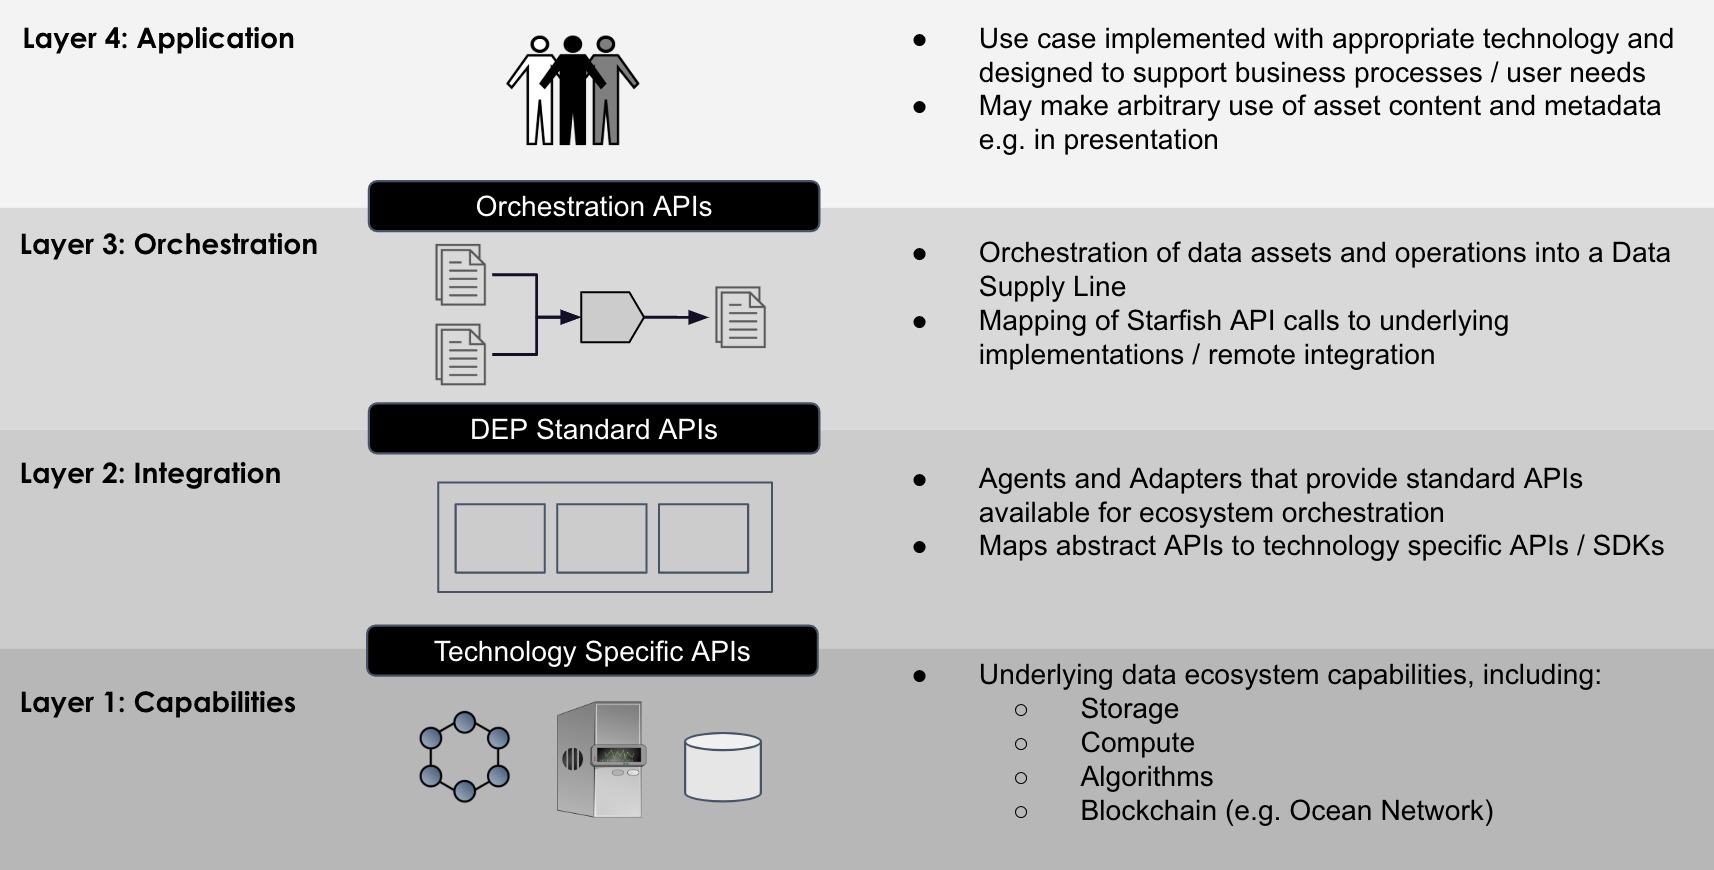 Layer 4: Application
● Use case implemented with appropriate technology and
designed to support business processes / user needs
● May make arbitrary use of asset content and metadata
e.g. in presentation
Orchestration APIs
Layer 3: Orchestration
● Orchestration of data assets and operations into a Data
Supply Line
● Mapping of Starfish API calls to underlying
implementations / remote integration
DEP Standard APIs
Layer 2: Integration
● Agents and Adapters that provide standard APIs
available for ecosystem orchestration
● Maps abstract APIs to technology specific APIs / SDKs
Technology Specific APIs
Layer 1: Capabilities
● Underlying data ecosystem capabilities, including:
○ Storage
○ Compute
○ Algorithms
○ Blockchain (e.g. Ocean Network)